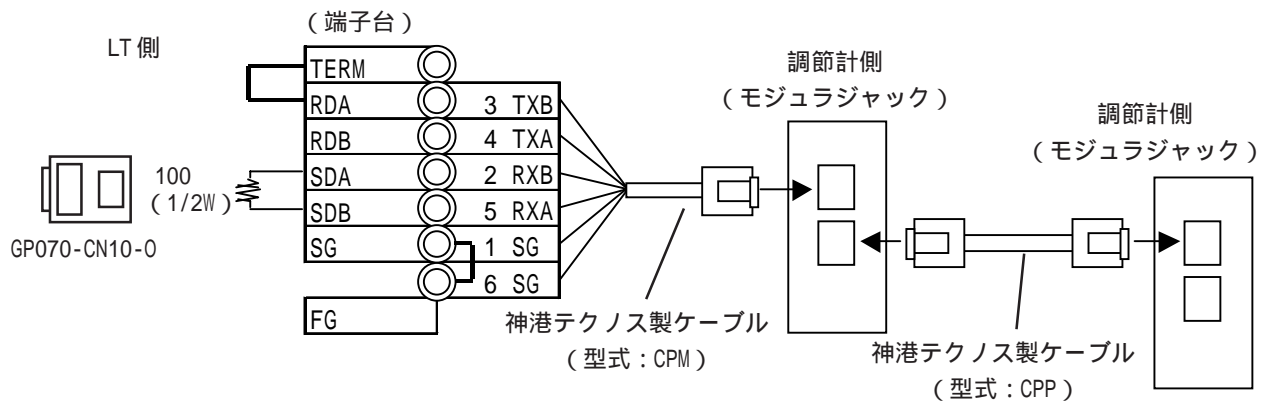 LT 側
GP070-CN10-O
(端子台)
TERM
RDA 3 TXB
RDB 4 TXA
SDA 2 RXB
SDB 5 RXA
SG 1 SG
6 SG
FG
100
(1/2W)
神港テクノス製ケーブル
(型式:CPM)
調節計側
(モジュラジャック)
神港テクノス製ケーブル
(型式:CPP)
調節計側
(モジュラジャック)